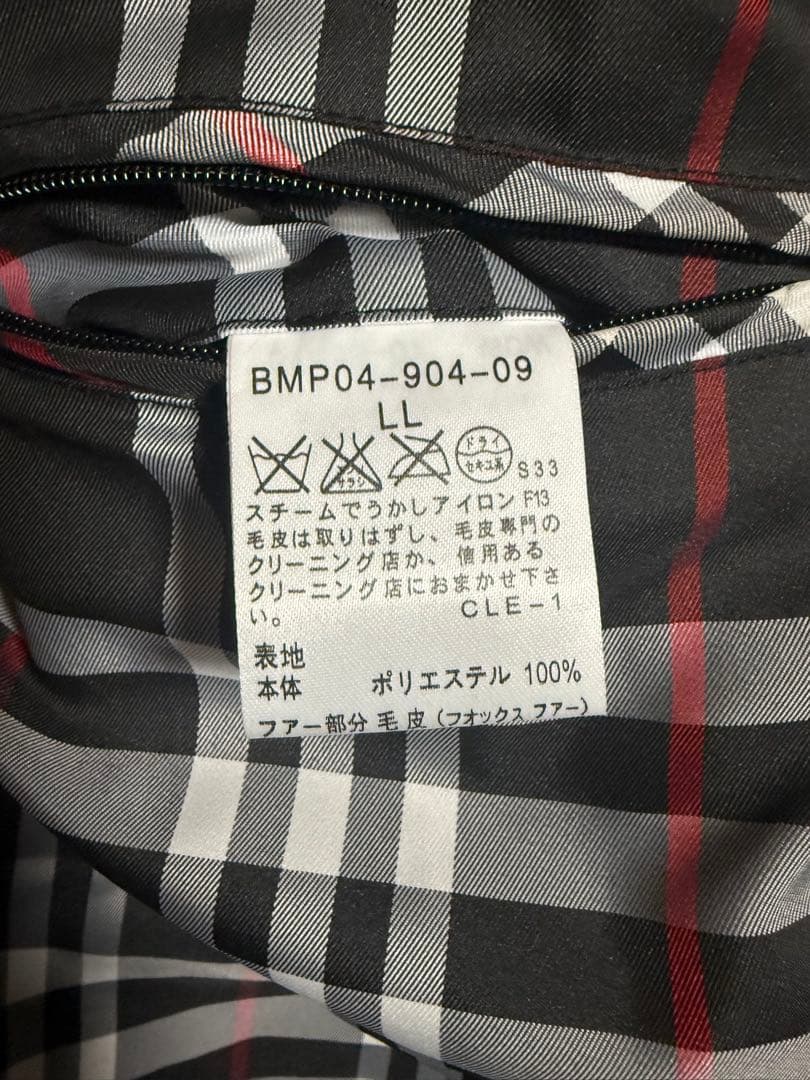 BMP04-904-09
LL
サラシ
ドライ
セキユ系
S33
スチームでうかしアイロン F13
毛皮は取りはずし、毛皮専門の
クリーニング店か、信用ある
クリーニング店におまかせ下さ
い。 CLE-1
表地
本体 ポリエステル 100%
ファー部分 毛 皮 (フオックス ファー)